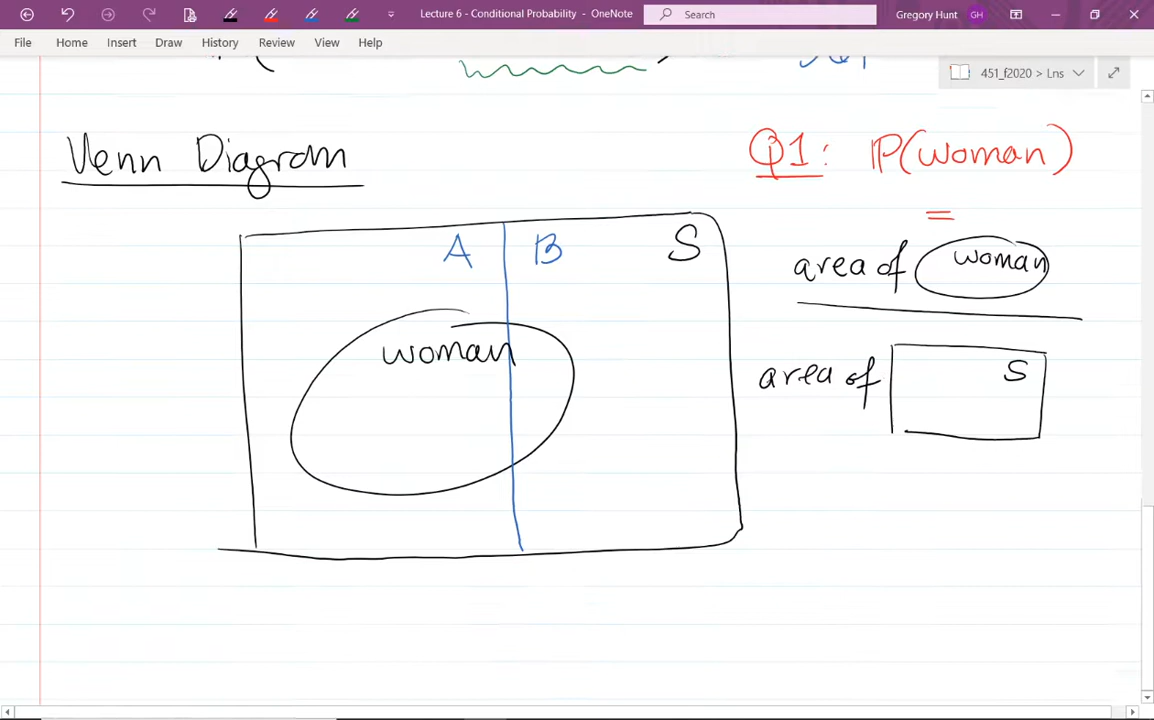 Lecture 6 - Conditional Probability - OneNote
Search
Gregory Hunt
GH
File Home Insert Draw History Review View Help
451_f2020 > Lns
Venn Diagram
Q1: P(woman)
=
A B S
area of woman
woman
area of S